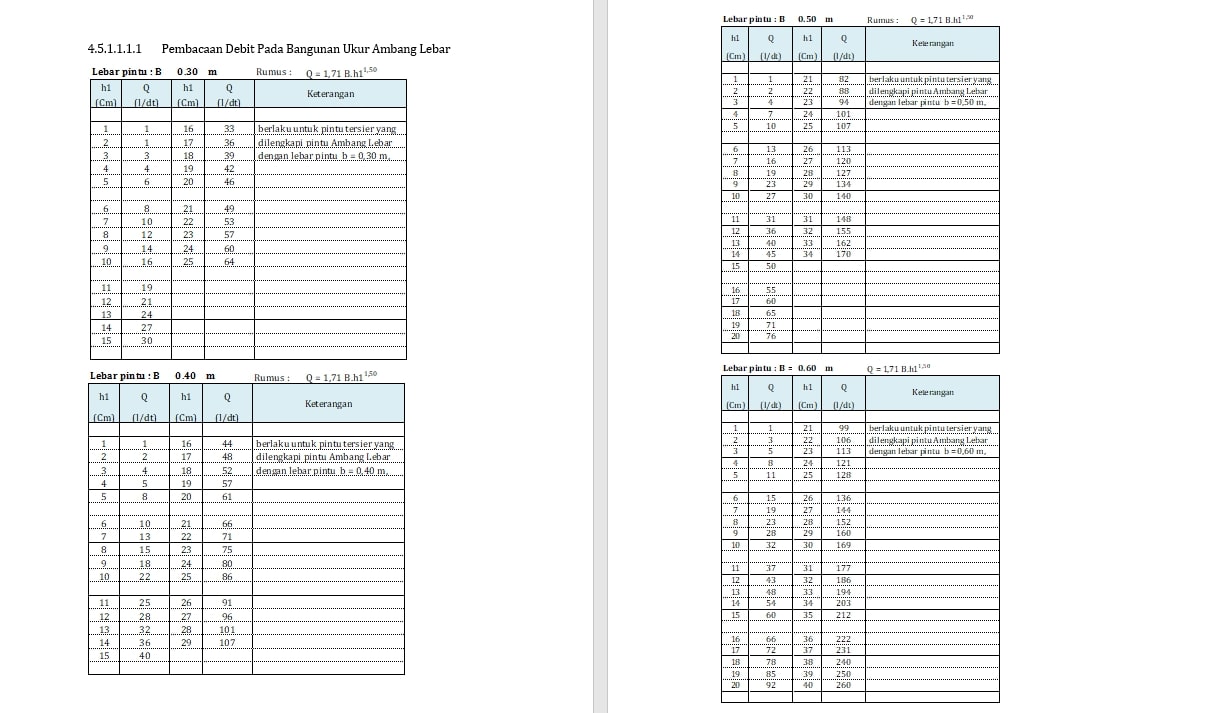 4.5.1.1.1.1 Pembacaan Debit Pada Bangunan Ukur Ambang Lebar
Lebar pintu : B 0.30 m Rumus : Q = 1,71 B.h1^1,50
h1 Q h1 Q Keterangan
(Cm) (l/dt) (Cm) (l/dt)
1 1 16 33 berlaku untuk pintu tersier yang
2 1 17 36 dilengkapi pintu Ambang Lebar
3 3 18 39 dengan lebar pintu b = 0,30 m,
4 4 19 42
5 6 20 46
6 8 21 49
7 10 22 53
8 12 23 57
9 14 24 60
10 16 25 64
11 19
12 21
13 24
14 27
15 30
Lebar pintu : B 0.40 m Rumus : Q = 1,71 B.h1^1,50
h1 Q h1 Q Keterangan
(Cm) (l/dt) (Cm) (l/dt)
1 1 16 44 berlaku untuk pintu tersier yang
2 2 17 48 dilengkapi pintu Ambang Lebar
3 4 18 52 dengan lebar pintu b = 0,40 m,
4 5 19 57
5 8 20 61
6 10 21 66
7 13 22 71
8 15 23 75
9 18 24 80
10 22 25 86
11 25 26 91
12 28 27 96
13 32 28 101
14 36 29 107
15 40
Lebar pintu : B 0.50 m Rumus : Q = 1,71 B.h1^1,50
h1 Q h1 Q Keterangan
(Cm) (l/dt) (Cm) (l/dt)
1 1 21 82 berlaku untuk pintu tersier yang
2 2 22 88 dilengkapi pintu Ambang Lebar
3 4 23 94 dengan lebar pintu b = 0,50 m,
4 7 24 101
5 10 25 107
6 13 26 113
7 16 27 120
8 19 28 127
9 23 29 134
10 27 30 140
11 31 31 148
12 36 32 155
13 40 33 162
14 45 34 170
15 50
16 55
17 60
18 65
19 71
20 76
Lebar pintu : B = 0.60 m Q = 1,71 B.h1^1,50
h1 Q h1 Q Keterangan
(Cm) (l/dt) (Cm) (l/dt)
1 1 21 99 berlaku untuk pintu tersier yang
2 3 22 106 dilengkapi pintu Ambang Lebar
3 5 23 113 dengan lebar pintu b = 0,60 m,
4 8 24 121
5 11 25 128
6 15 26 136
7 19 27 144
8 23 28 152
9 28 29 160
10 32 30 169
11 37 31 177
12 43 32 186
13 48 33 194
14 54 34 203
15 60 35 212
16 66 36 222
17 72 37 231
18 78 38 240
19 85 39 250
20 92 40 260